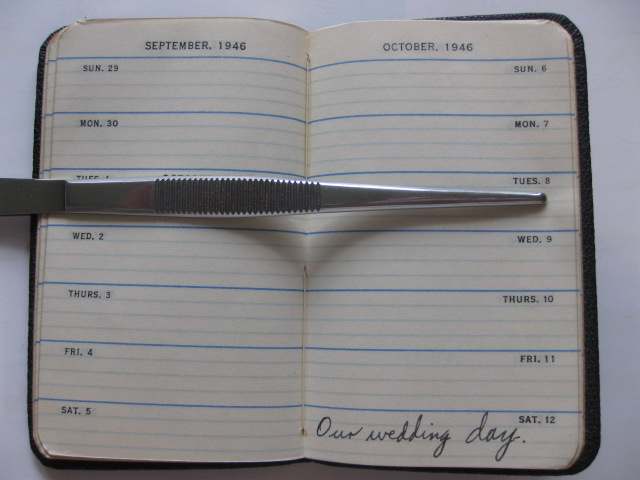 SEPTEMBER, 1946
SUN. 29
MON. 30
WED. 2
THURS. 3
FRI. 4
SAT. 5
OCTOBER, 1946
SUN. 6
MON. 7
TUES. 8
WED. 9
THURS. 10
FRI. 11
SAT. 12
Our wedding day.